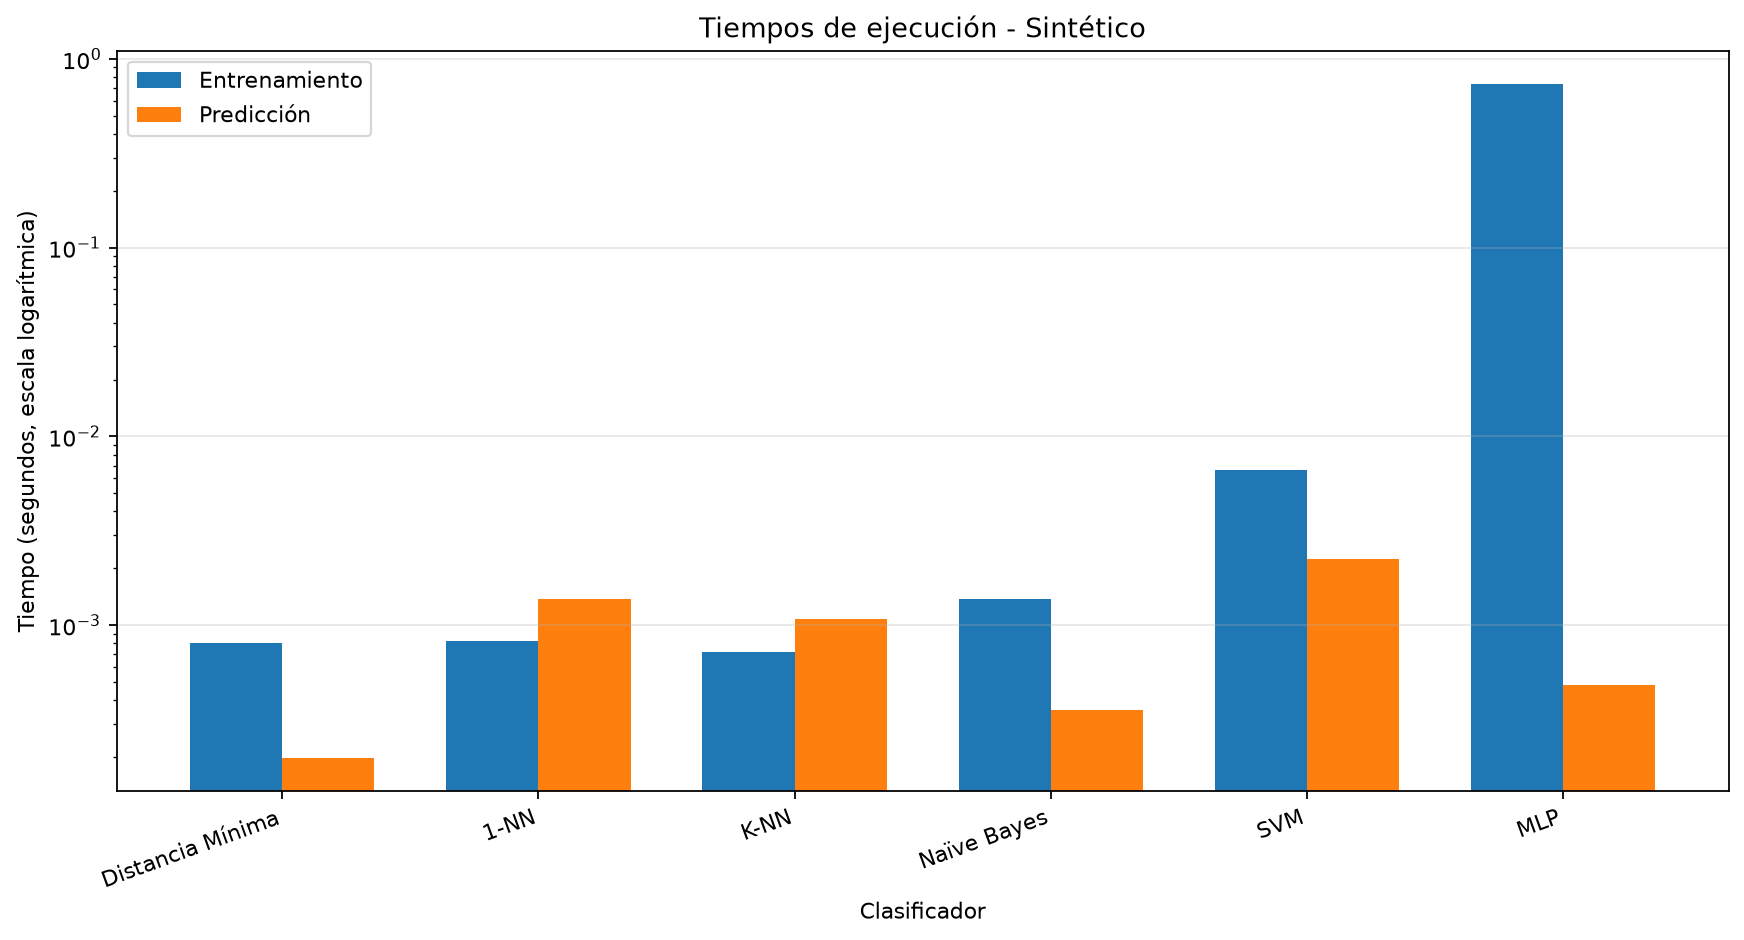 Tiempos de ejecución - Sintético
Entrenamiento
Predicción
Tiempo (segundos, escala logarítmica)
10⁰
10⁻¹
10⁻²
10⁻³
Distancia Mínima
1-NN
K-NN
Naïve Bayes
SVM
MLP
Clasificador